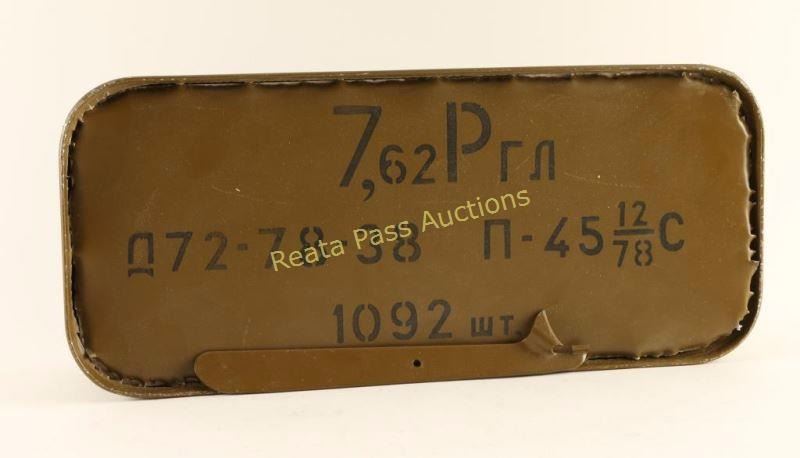 7,62 Р ГЛ
Д72-78-38 П-45 12/78 С
Reata Pass Auctions
1092 шт.